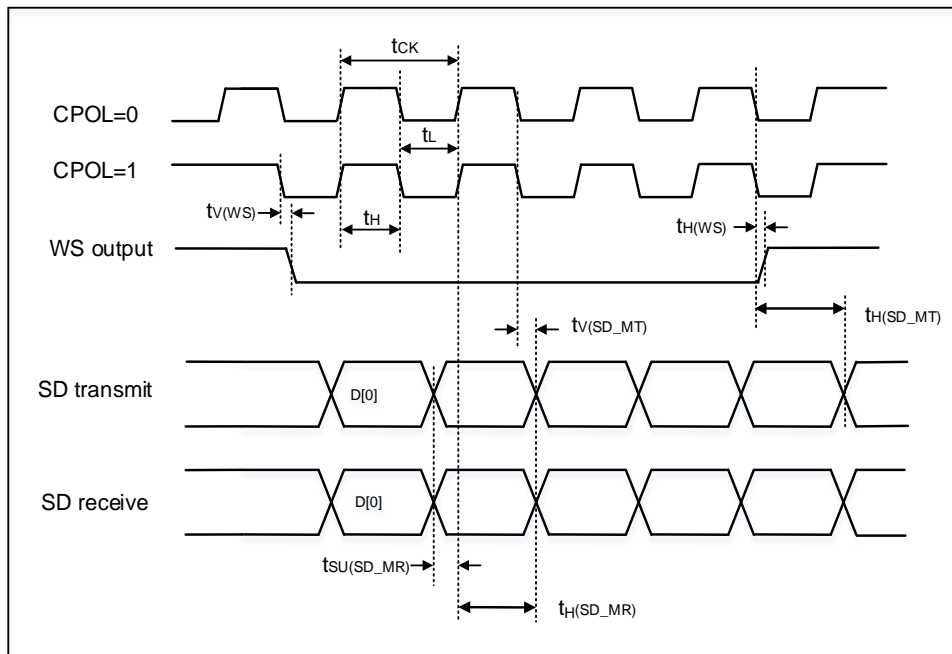 tCK
CPOL=0
tL
CPOL=1
tV(WS)
tH
tH(WS)
WS output
tV(SD_MT)
tH(SD_MT)
SD transmit
D[0]
SD receive
D[0]
tSU(SD_MR)
tH(SD_MR)